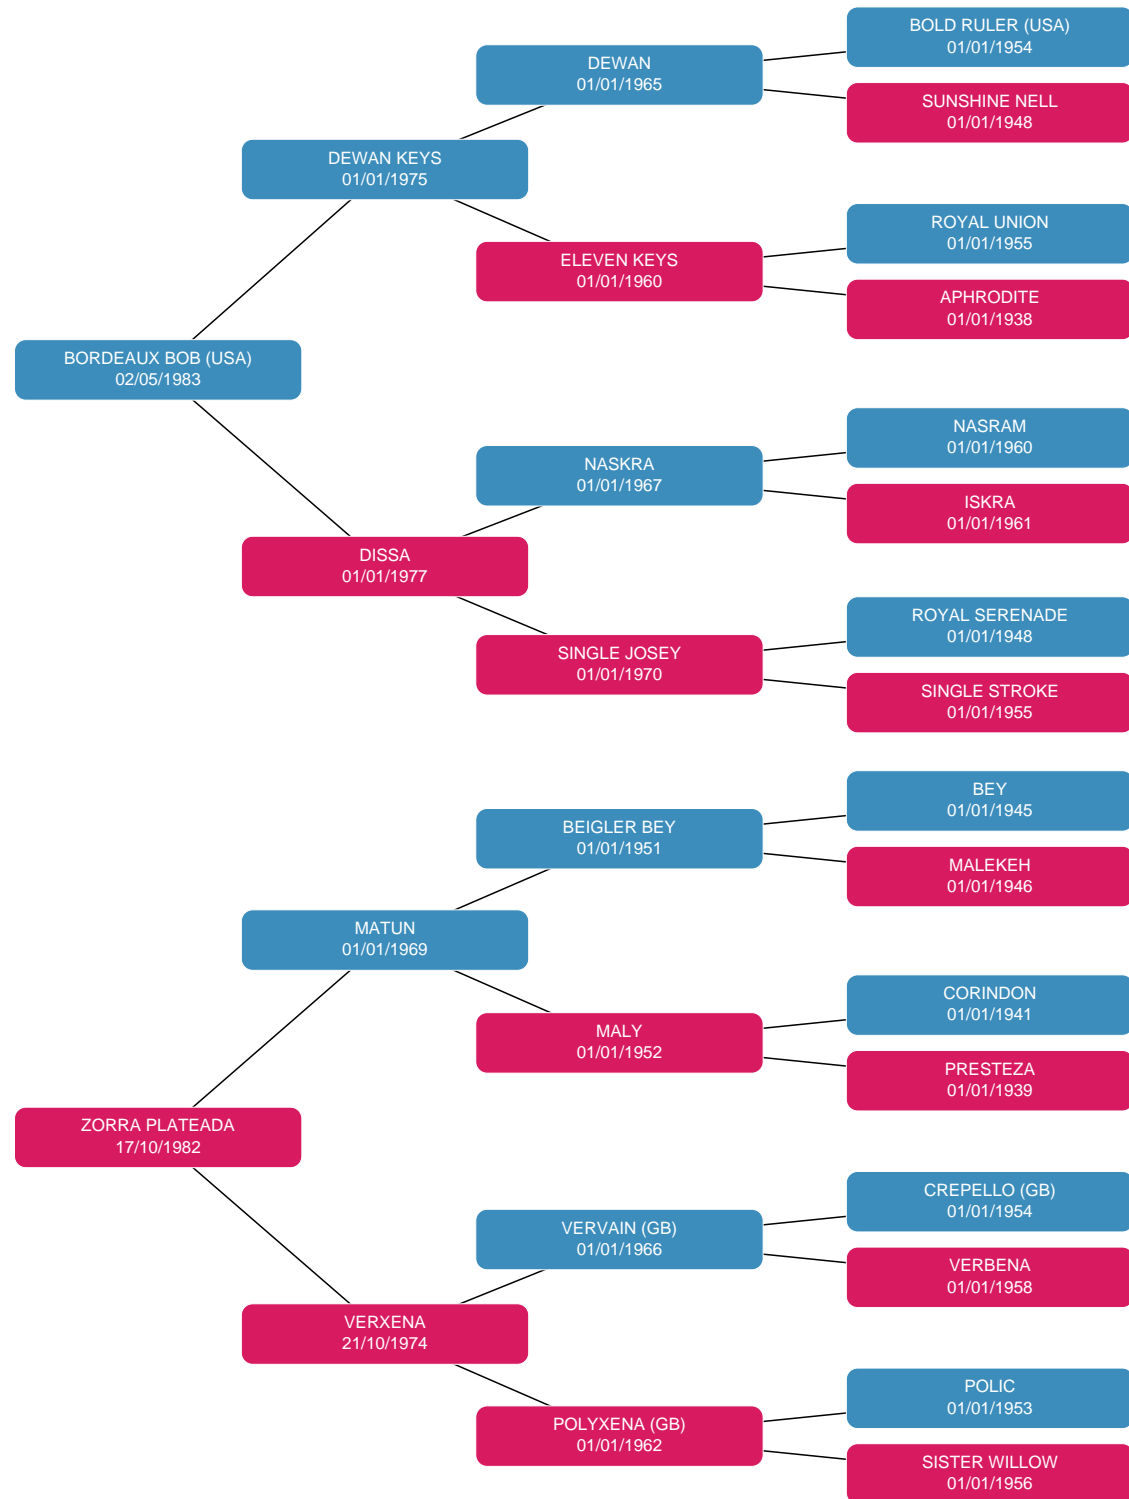 BOLD RULER (USA)
01/01/1954
DEWAN
01/01/1965
SUNSHINE NELL
01/01/1948
DEWAN KEYS
01/01/1975
ROYAL UNION
01/01/1955
ELEVEN KEYS
01/01/1960
APHRODITE
01/01/1938
BORDEAUX BOB (USA)
02/05/1983
NASRAM
01/01/1960
NASKRA
01/01/1967
ISKRA
01/01/1961
DISSA
01/01/1977
ROYAL SERENADE
01/01/1948
SINGLE JOSEY
01/01/1970
SINGLE STROKE
01/01/1955
BEY
01/01/1945
BEIGLER BEY
01/01/1951
MALEKEH
01/01/1946
MATUN
01/01/1969
CORINDON
01/01/1941
MALY
01/01/1952
PRESTEZA
01/01/1939
ZORRA PLATEADA
17/10/1982
CREPELLO (GB)
01/01/1954
VERVAIN (GB)
01/01/1966
VERBENA
01/01/1958
VERXENA
21/10/1974
POLIC
01/01/1953
POLYXENA (GB)
01/01/1962
SISTER WILLOW
01/01/1956